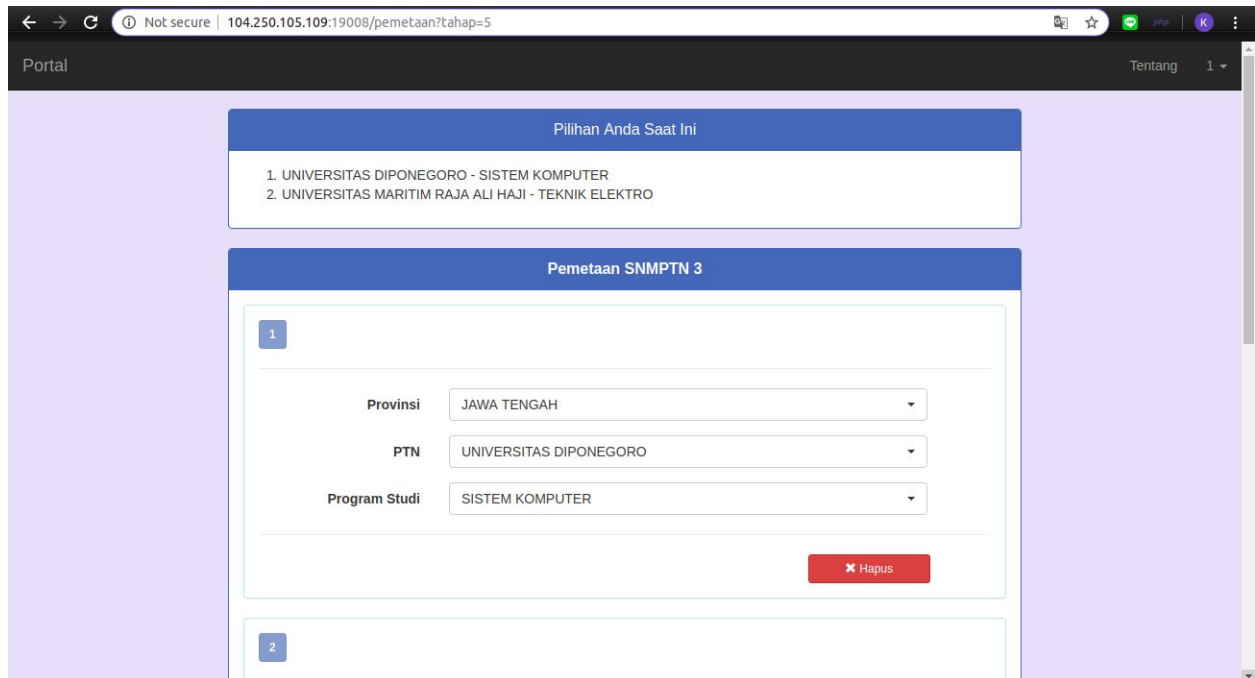 Not secure | 104.250.105.109:19008/pemetaan?tahap=5
php
K
Portal
Tentang
1
Pilihan Anda Saat Ini
1. UNIVERSITAS DIPONEGORO - SISTEM KOMPUTER
2. UNIVERSITAS MARITIM RAJA ALI HAJI - TEKNIK ELEKTRO
Pemetaan SNMPTN 3
1
Provinsi JAWA TENGAH
PTN UNIVERSITAS DIPONEGORO
Program Studi SISTEM KOMPUTER
Hapus
2